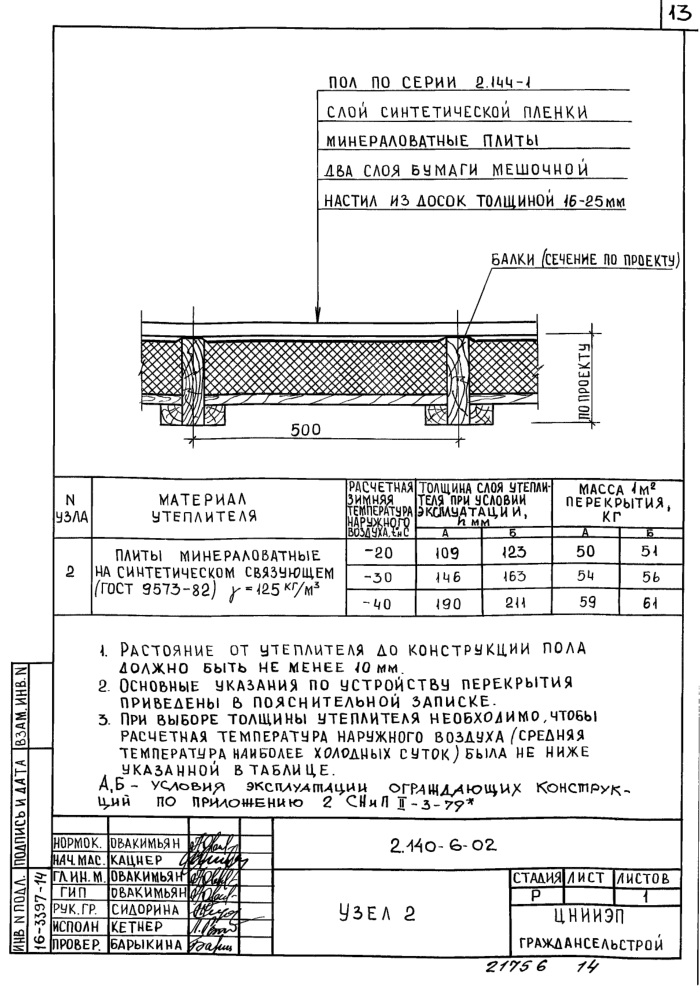 13
ПОЛ ПО СЕРИИ 2.144-1
СЛОЙ СИНТЕТИЧЕСКОЙ ПЛЕНКИ
МИНЕРАЛОВАТНЫЕ ПЛИТЫ
ДВА СЛОЯ БУМАГИ МЕШОЧНОЙ
НАСТИЛ ИЗ ДОСОК ТОЛЩИНОЙ 16-25мм
БАЛКИ (СЕЧЕНИЕ ПО ПРОЕКТУ)
ПО ПРОЕКТУ
500
N УЗЛА
МАТЕРИАЛ УТЕПЛИТЕЛЯ
РАСЧЕТНАЯ ЗИМНЯЯ ТЕМПЕРАТУРА НАРУЖНОГО ВОЗДУХА, tн С
ТОЛЩИНА СЛОЯ УТЕПЛИ-
ТЕЛЯ ПРИ УСЛОВИИ
ЭКСПЛУАТАЦИИ,
мм
МАССА 1м²
ПЕРЕКРЫТИЯ,
КГ
А Б А Б
2
ПЛИТЫ МИНЕРАЛОВАТНЫЕ
НА СИНТЕТИЧЕСКОМ СВЯЗУЮЩЕМ
(ГОСТ 9573-82) γ = 125 КГ/М³
-20 109 123 50 51
-30 146 163 54 56
-40 190 211 59 61
1. РАСТОЯНИЕ ОТ УТЕПЛИТЕЛЯ ДО КОНСТРУКЦИИ ПОЛА
ДОЛЖНО БЫТЬ НЕ МЕНЕЕ 10 мм.
2. ОСНОВНЫЕ УКАЗАНИЯ ПО УСТРОЙСТВУ ПЕРЕКРЫТИЯ
ПРИВЕДЕНЫ В ПОЯСНИТЕЛЬНОЙ ЗАПИСКЕ.
3. ПРИ ВЫБОРЕ ТОЛЩИНЫ УТЕПЛИТЕЛЯ НЕОБХОДИМО, ЧТОБЫ
РАСЧЕТНАЯ ТЕМПЕРАТУРА НАРУЖНОГО ВОЗДУХА (СРЕДНЯЯ
ТЕМПЕРАТУРА НАИБОЛЕЕ ХОЛОДНЫХ СУТОК) БЫЛА НЕ НИЖЕ
УКАЗАННОЙ В ТАБЛИЦЕ.
А,Б - УСЛОВИЯ ЭКСПЛУАТАЦИИ ОГРАЖДАЮЩИХ КОНСТРУК-
ЦИЙ ПО ПРИЛОЖЕНИЮ 2 СНиП II-3-79*
ВЗАМ. ИНВ. N
ПОДПИСЬ И ДАТА
ИНВ N ПОДЛ.
16-3397-14
НОРМОК. ОВАКИМЬЯН
НАЧ. МАС. КАЦНЕР
ГЛ. ИН. М. ОВАКИМЬЯН
ГИП ОВАКИМЬЯН
РУК. ГР. СИДОРИНА
ИСПОЛН КЕТНЕР
ПРОВЕР. БАРЫКИНА
2.140-6-02
УЗЕЛ 2
СТАДИЯ ЛИСТ ЛИСТОВ
Р 1
ЦНИИЭП
ГРАЖДАНСЕЛЬСТРОЙ
21756 14